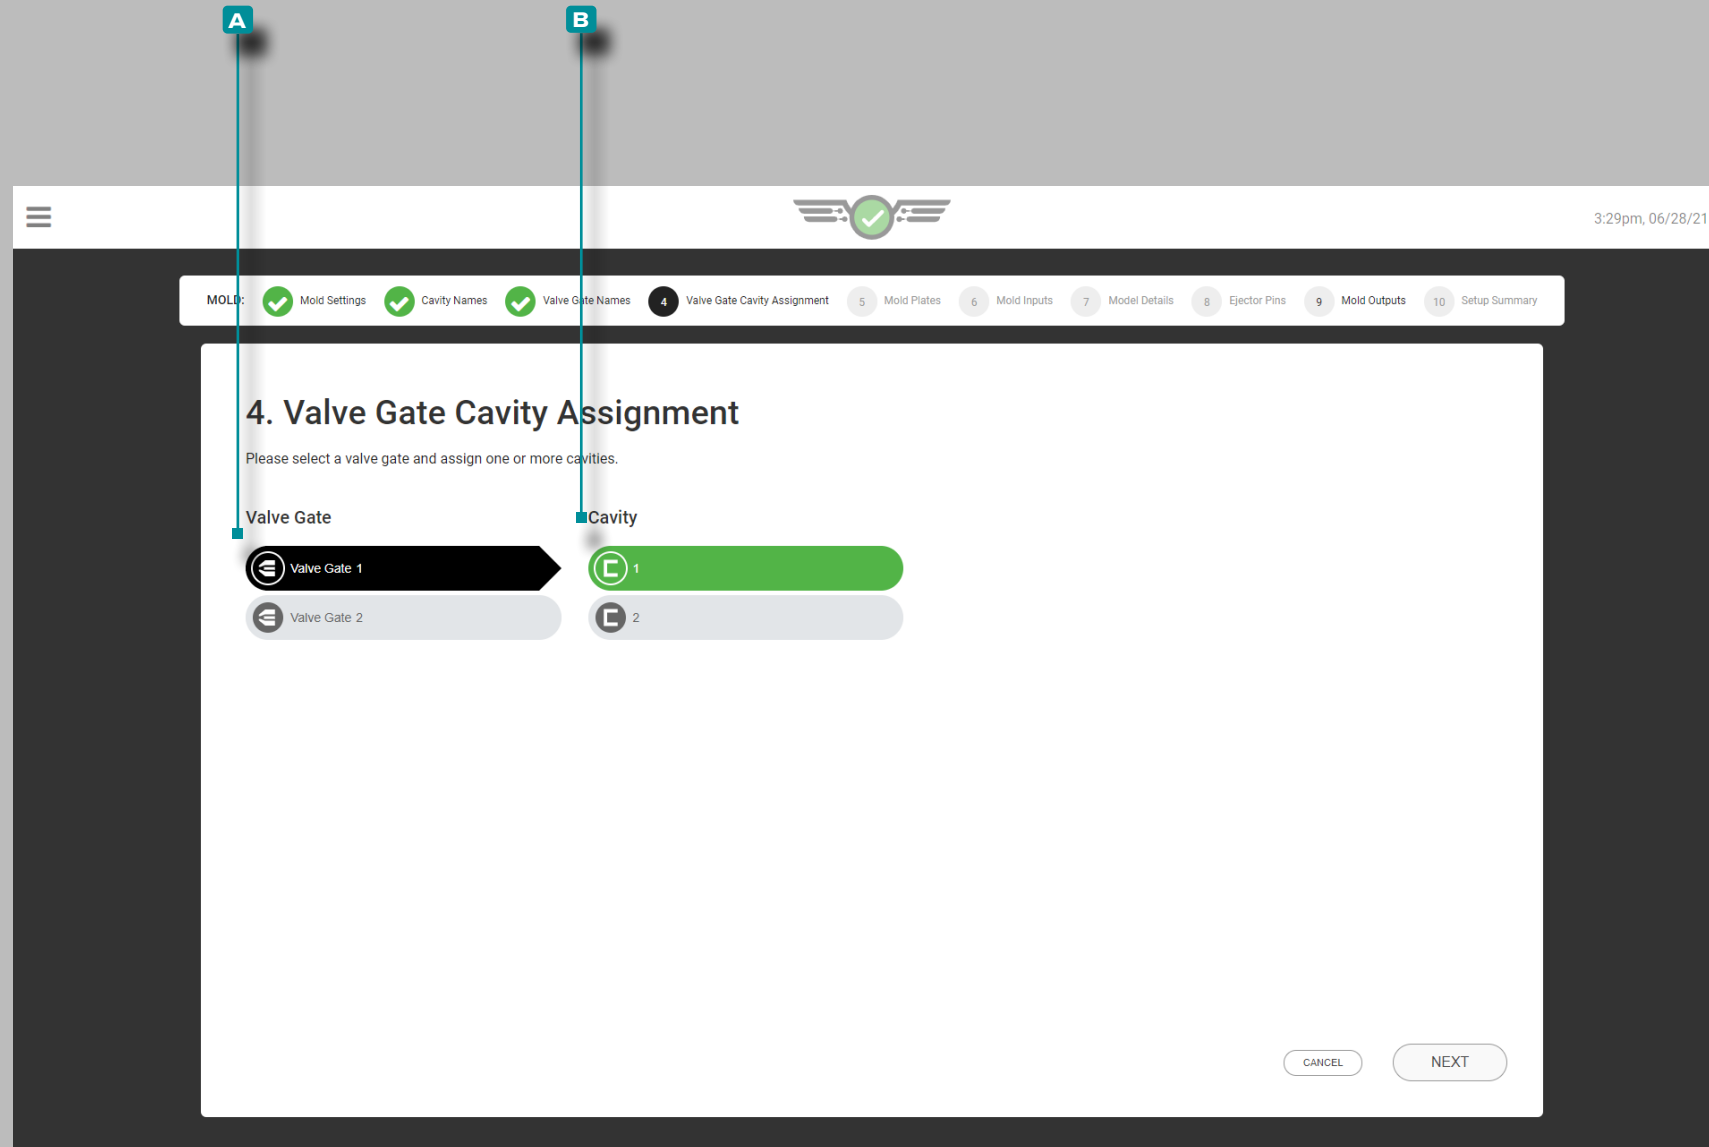 A B
3:29pm, 06/28/21
MOLD: Mold Settings Cavity Names Valve Gate Names 4 Valve Gate Cavity Assignment 5 Mold Plates 6 Mold Inputs 7 Model Details 8 Ejector Pins 9 Mold Outputs 10 Setup Summary
4. Valve Gate Cavity Assignment
Please select a valve gate and assign one or more cavities.
Valve Gate Cavity
Valve Gate 1 1
Valve Gate 2 2
CANCEL NEXT